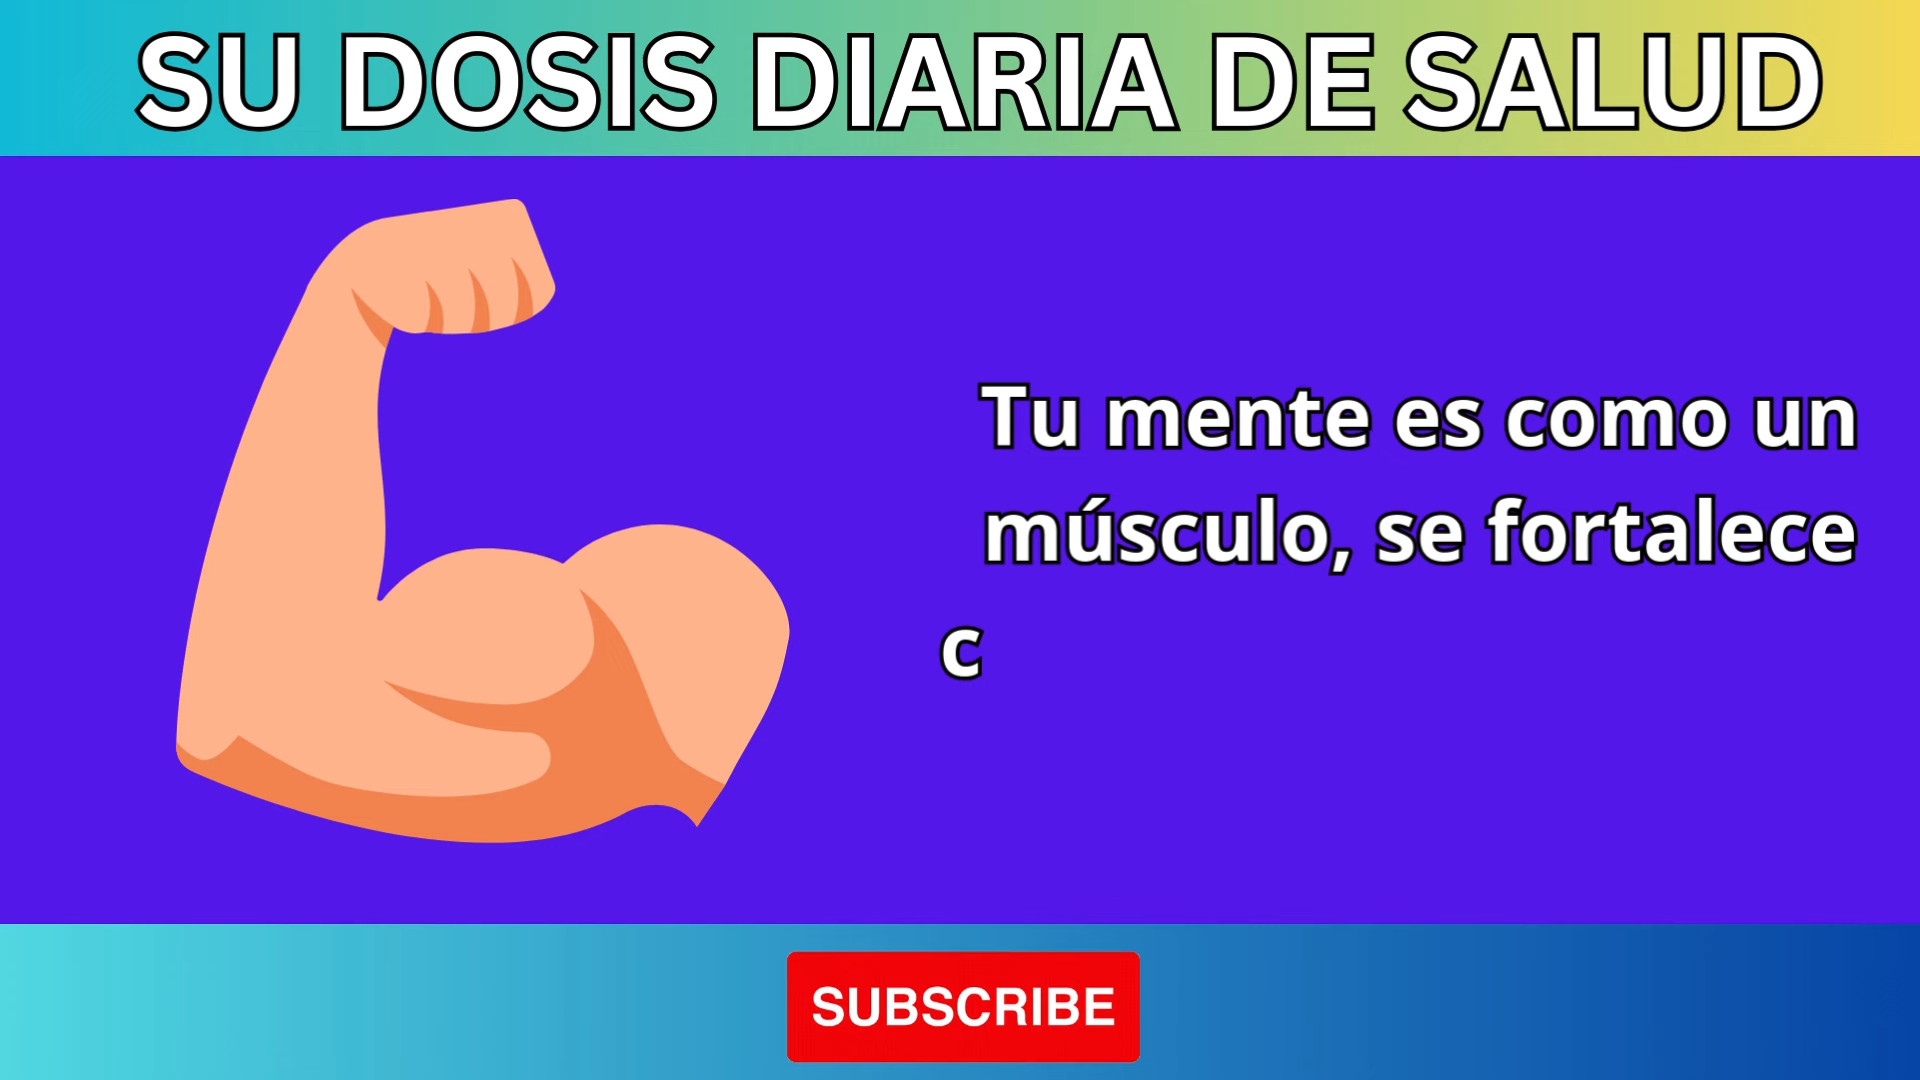 SU DOSIS DIARIA DE SALUD
Tu mente es como un
músculo, se fortalece
c
SUBSCRIBE